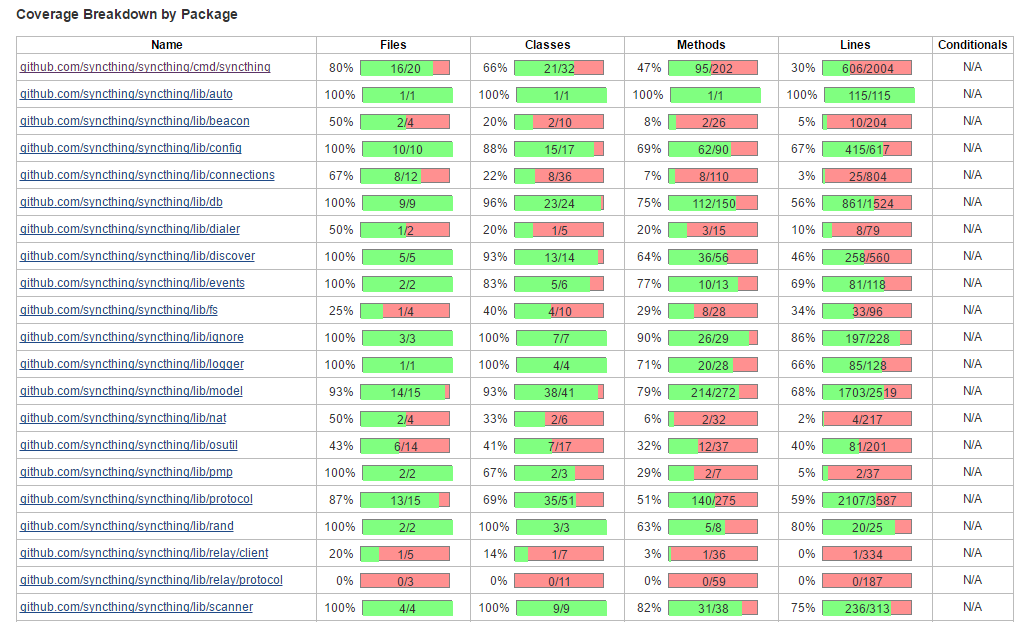 Coverage Breakdown by Package
Name Files Classes Methods Lines Conditionals
github.com/syncthing/syncthing/cmd/syncthing 80% 16/20 66% 21/32 47% 95/202 30% 606/2004 N/A
github.com/syncthing/syncthing/lib/auto 100% 1/1 100% 1/1 100% 1/1 100% 115/115 N/A
github.com/syncthing/syncthing/lib/beacon 50% 2/4 20% 2/10 8% 2/26 5% 10/204 N/A
github.com/syncthing/syncthing/lib/config 100% 10/10 88% 15/17 69% 62/90 67% 415/617 N/A
github.com/syncthing/syncthing/lib/connections 67% 8/12 22% 8/36 7% 8/110 3% 25/804 N/A
github.com/syncthing/syncthing/lib/db 100% 9/9 96% 23/24 75% 112/150 56% 861/1524 N/A
github.com/syncthing/syncthing/lib/dialer 50% 1/2 20% 1/5 20% 3/15 10% 8/79 N/A
github.com/syncthing/syncthing/lib/discover 100% 5/5 93% 13/14 64% 36/56 46% 258/560 N/A
github.com/syncthing/syncthing/lib/events 100% 2/2 83% 5/6 77% 10/13 69% 81/118 N/A
github.com/syncthing/syncthing/lib/fs 25% 1/4 40% 4/10 29% 8/28 34% 33/96 N/A
github.com/syncthing/syncthing/lib/ignore 100% 3/3 100% 7/7 90% 26/29 86% 197/228 N/A
github.com/syncthing/syncthing/lib/logger 100% 1/1 100% 4/4 71% 20/28 66% 85/128 N/A
github.com/syncthing/syncthing/lib/model 93% 14/15 93% 38/41 79% 214/272 68% 1703/2519 N/A
github.com/syncthing/syncthing/lib/nat 50% 2/4 33% 2/6 6% 2/32 2% 4/217 N/A
github.com/syncthing/syncthing/lib/osutil 43% 6/14 41% 7/17 32% 12/37 40% 81/201 N/A
github.com/syncthing/syncthing/lib/pmp 100% 2/2 67% 2/3 29% 2/7 5% 2/37 N/A
github.com/syncthing/syncthing/lib/protocol 87% 13/15 69% 35/51 51% 140/275 59% 2107/3587 N/A
github.com/syncthing/syncthing/lib/rand 100% 2/2 100% 3/3 63% 5/8 80% 20/25 N/A
github.com/syncthing/syncthing/lib/relay/client 20% 1/5 14% 1/7 3% 1/36 0% 1/334 N/A
github.com/syncthing/syncthing/lib/relay/protocol 0% 0/3 0% 0/11 0% 0/59 0% 0/187 N/A
github.com/syncthing/syncthing/lib/scanner 100% 4/4 100% 9/9 82% 31/38 75% 236/313 N/A